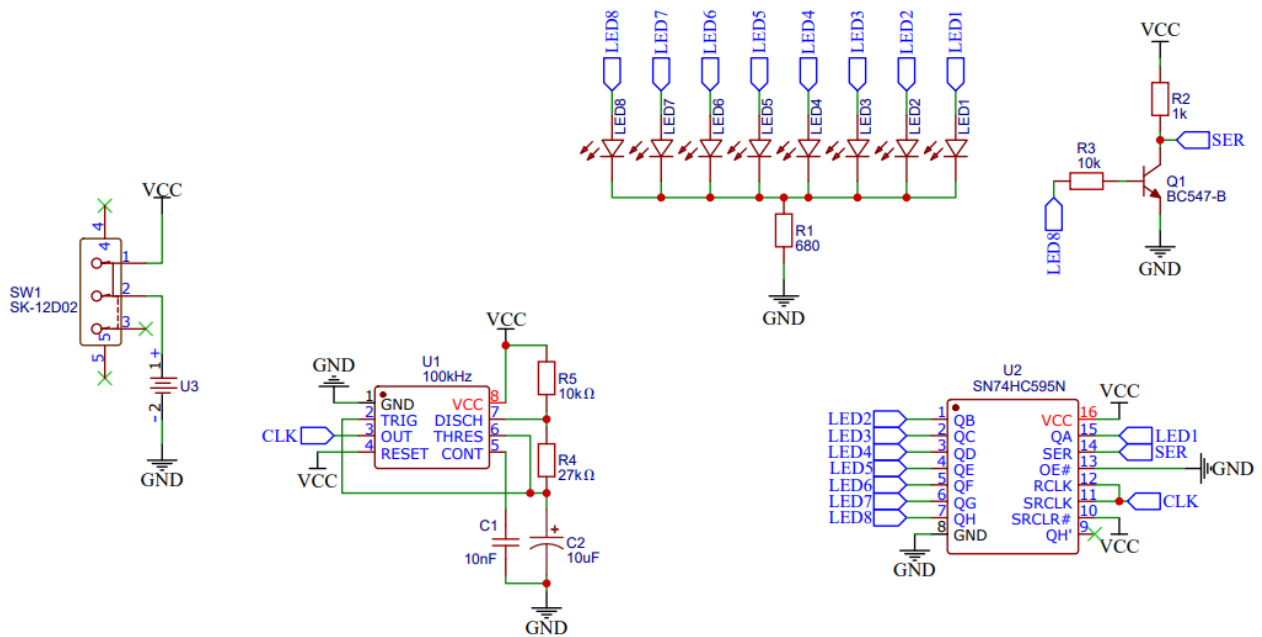 LED8
LED7
LED6
LED5
LED4
LED3
LED2
LED1
LED8
LED7
LED6
LED5
LED4
LED3
LED2
LED1
R1
680
GND
VCC
R2
1k
SER
R3
10k
Q1
BC547-B
LED8
GND
VCC
4
4
1
2
3
5
5
SW1
SK-12D02
1 +
U3
- 2
GND
VCC
GND
U1
100kHz
1 GND
2 TRIG
3 OUT
4 RESET
VCC 8
DISCH 7
THRES 6
CONT 5
CLK
VCC
R5
10kΩ
R4
27kΩ
C1
10nF
+
C2
10uF
GND
U2
SN74HC595N
LED2 1 QB
LED3 2 QC
LED4 3 QD
LED5 4 QE
LED6 5 QF
LED7 6 QG
LED8 7 QH
8 GND
GND
VCC
VCC 16
QA 15 LED1
SER 14 SER
OE# 13 GND
RCLK 12
SRCLK 11 CLK
SRCLR# 10
VCC
QH' 9